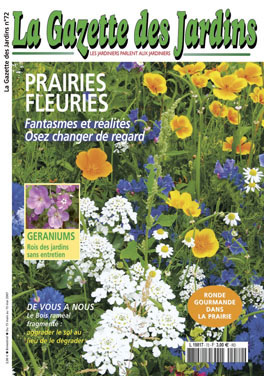 La Gazette des Jardins
LES JARDINIERS PARLENT AUX JARDINIERS
La Gazette des Jardins n°72
PRAIRIES
FLEURIES
Fantasmes et réalités
Osez changer de regard
GERANIUMS
Rois des jardins
sans entretien
DE VOUS A NOUS
Le Bois raméal
fragmenté :
agrader le sol au
lieu de le dégrader
RONDE
GOURMANDE
DANS LA
PRAIRIE